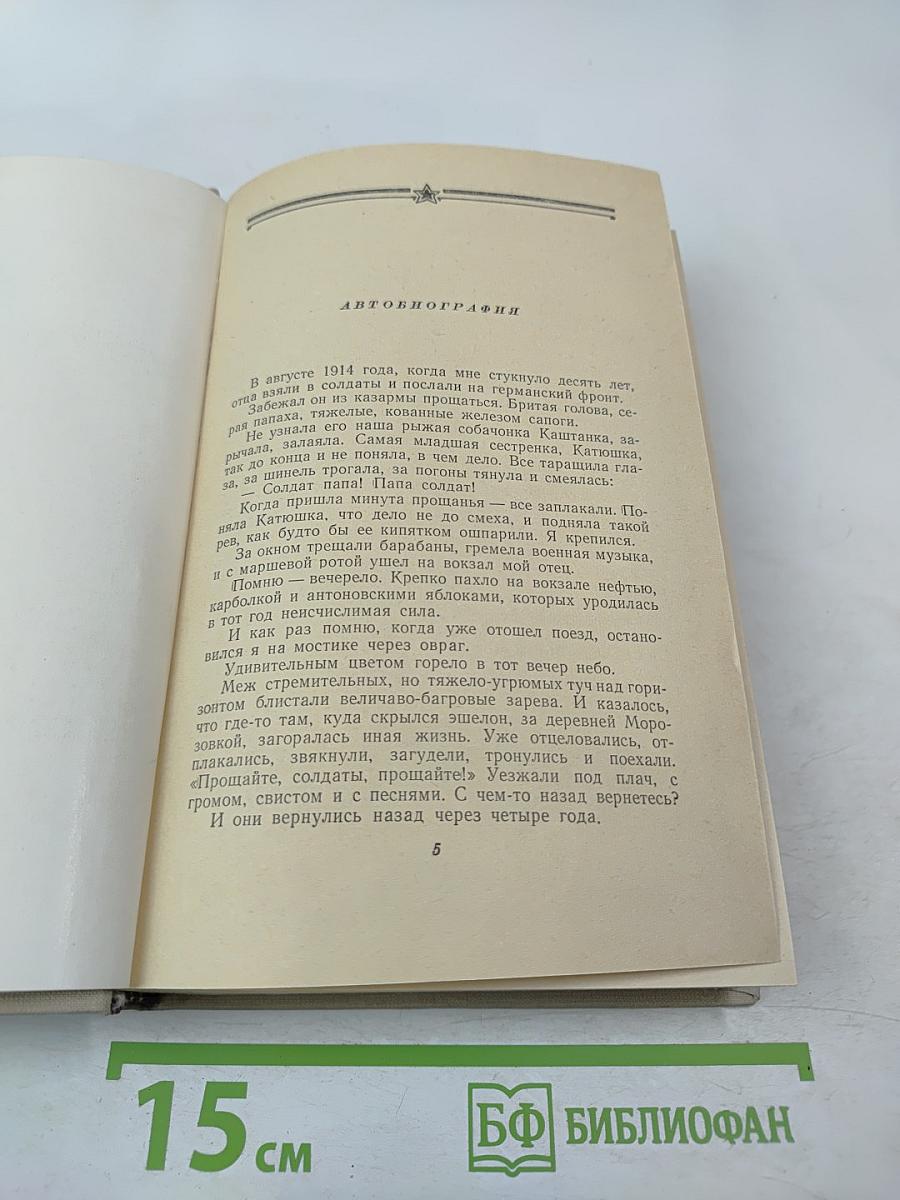 АВТОБИОГРАФИЯ
В августе 1914 года, когда мне стукнуло десять лет,
отца взяли в солдаты и послали на германский фронт.
Забежал он из казармы прощаться. Бритая голова, се-
рая папаха, тяжелые, кованные железом сапоги.
Не узнала его наша рыжая собачонка Каштанка, за-
рычала, залаяла. Самая младшая сестренка, Катюшка,
так до конца и не поняла, в чем дело. Все таращила гла-
за, за шинель трогала, за погоны тянула и смеялась:
— Солдат папа! Папа солдат!
Когда пришла минута прощанья — все заплакали. По-
няла Катюшка, что дело не до смеха, и подняла такой
рев, как будто бы ее кипятком ошпарили. Я крепился.
За окном трещали барабаны, гремела военная музыка,
и с маршевой ротой ушел на вокзал мой отец.
Помню — вечерело. Крепко пахло на вокзале нефтью,
карболкой и антоновскими яблоками, которых уродилась
в тот год неисчислимая сила.
И как раз помню, когда уже отошел поезд, остано-
вился я на мостике через овраг.
Удивительным цветом горело в тот вечер небо.
Меж стремительных, но тяжело-угрюмых туч над гори-
зонтом блистали величаво-багровые зарева. И казалось,
что где-то там, куда скрылся эшелон, за деревней Моро-
зовкой, загоралась иная жизнь. Уже отцеловались, от-
плакались, звякнули, загудели, тронулись и поехали.
«Прощайте, солдаты, прощайте!» Уезжали под плач, с
громом, свистом и с песнями. С чем-то назад вернетесь?
И они вернулись назад через четыре года.
5
15 см
БФ БИБЛИОФАН